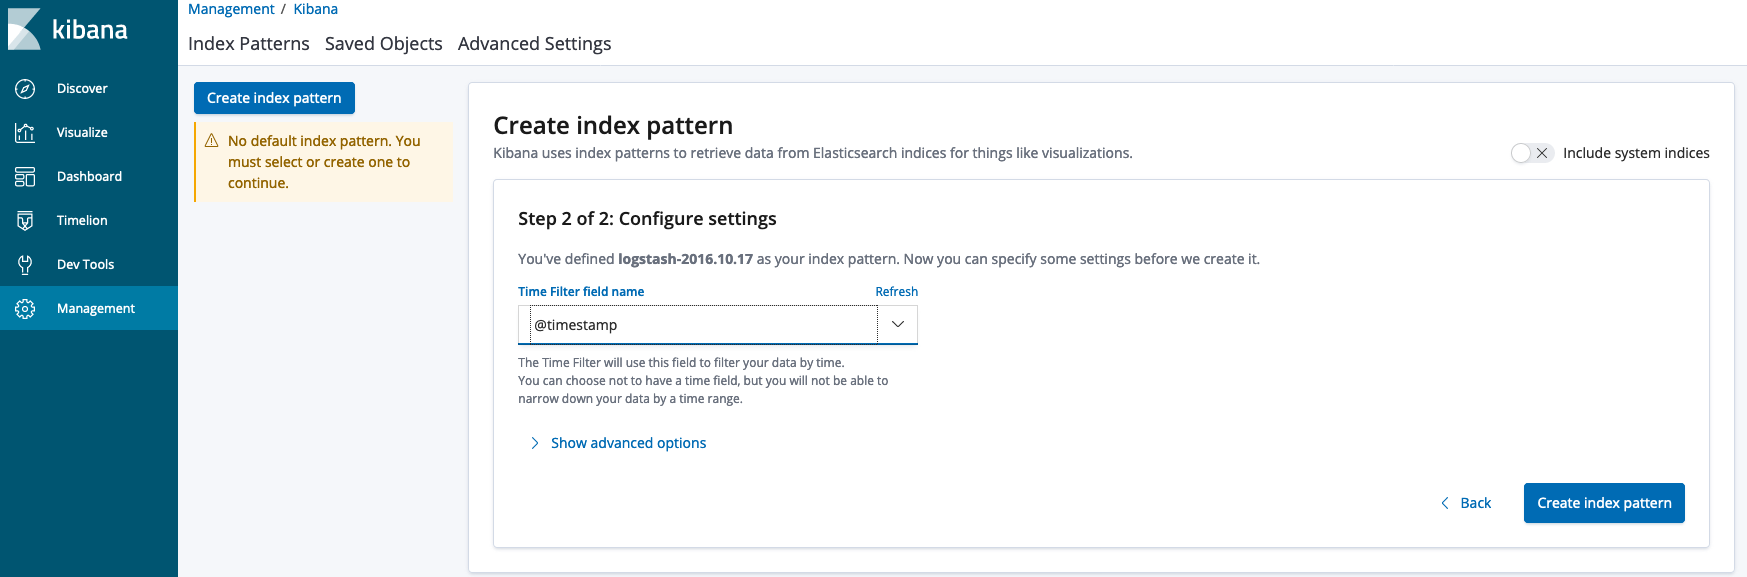 kibana
Discover
Visualize
Dashboard
Timelion
Dev Tools
Management
Management / Kibana
Index Patterns Saved Objects Advanced Settings
Create index pattern
No default index pattern. You
must select or create one to
continue.
Create index pattern
Kibana uses index patterns to retrieve data from Elasticsearch indices for things like visualizations.
Include system indices
Step 2 of 2: Configure settings
You've defined logstash-2016.10.17 as your index pattern. Now you can specify some settings before we create it.
Time Filter field name Refresh
@timestamp
The Time Filter will use this field to filter your data by time.
You can choose not to have a time field, but you will not be able to
narrow down your data by a time range.
Show advanced options
Back
Create index pattern